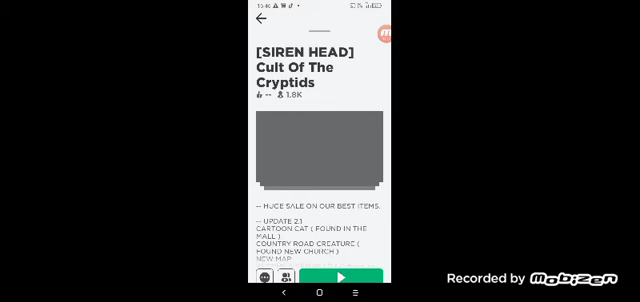 [SIREN HEAD]
Cult Of The
Cryptids
-- 1.8K
-- HUGE SALE ON OUR BEST ITEMS.
-- UPDATE 2.1
CARTOON CAT ( FOUND IN THE
MALL )
COUNTRY ROAD CREATURE (
FOUND NEW CHURCH )
NEW MAP
Recorded by Mobizen